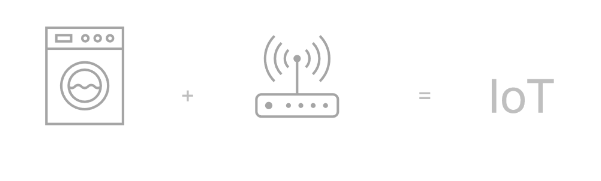 + = IoT